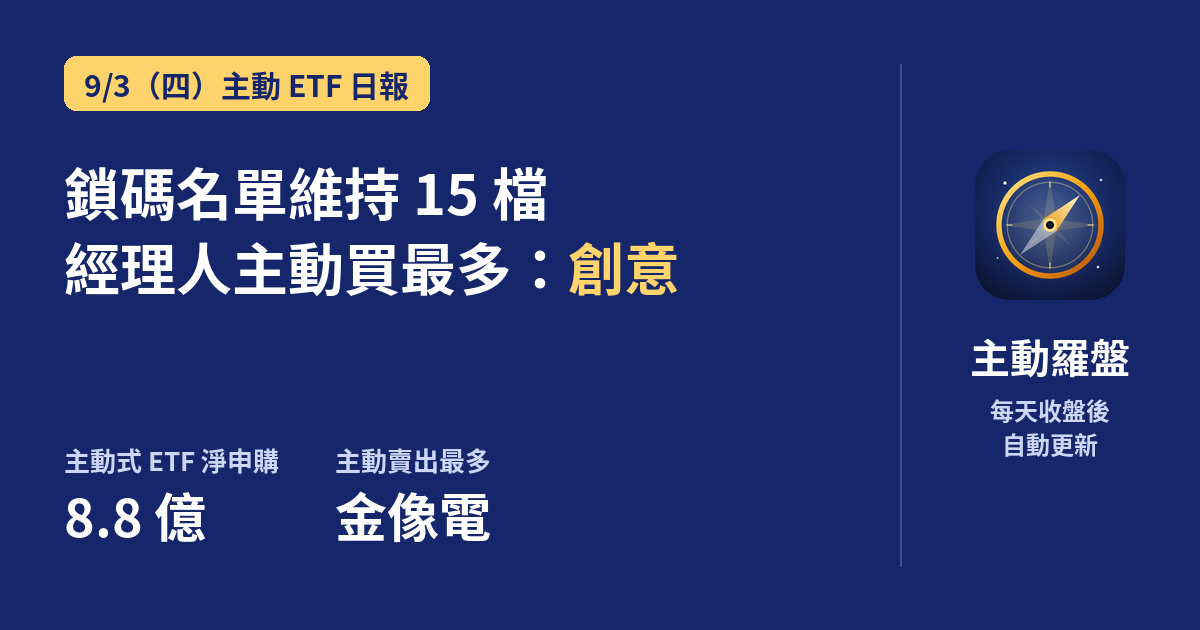 9/3（四）主動 ETF 日報
鎖碼名單維持 15 檔
經理人主動買最多：創意
主動式 ETF 淨申購
8.8 億
主動賣出最多
金像電
主動羅盤
每天收盤後
自動更新